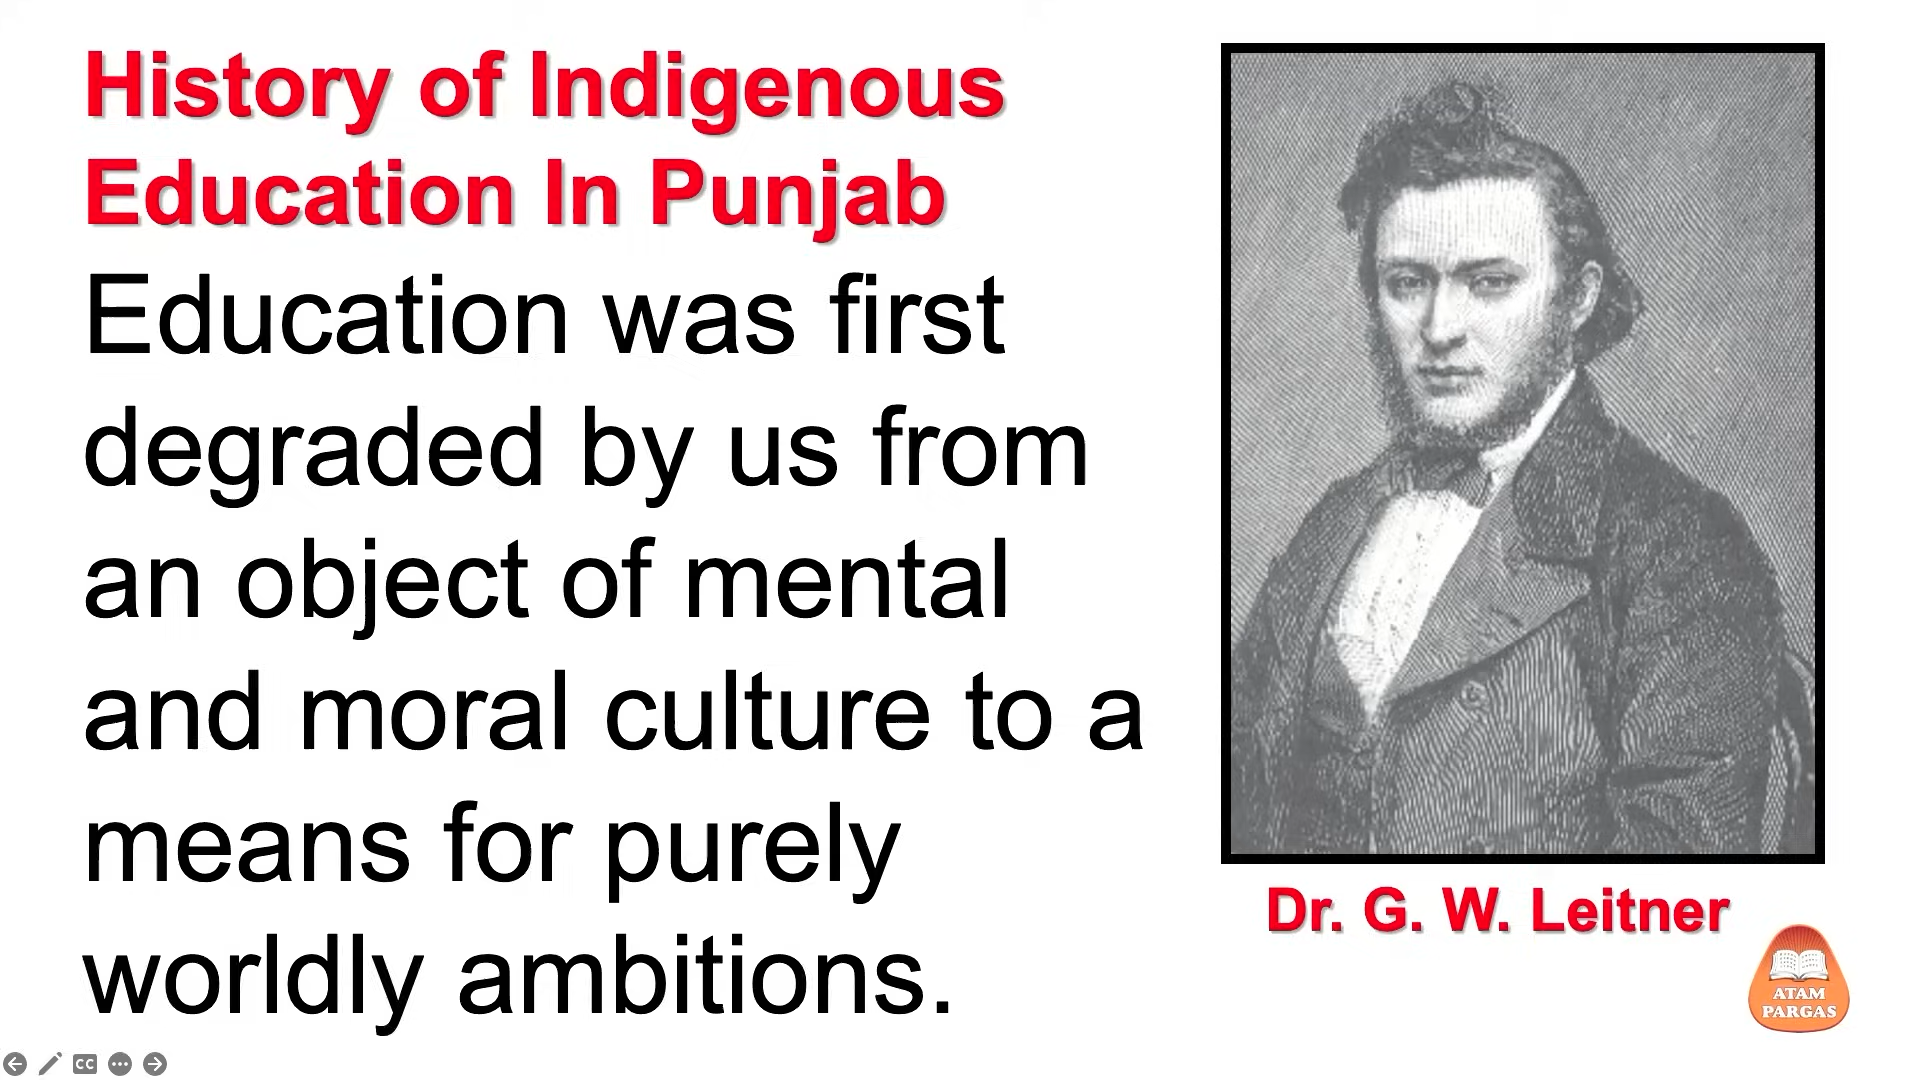 History of Indigenous
Education In Punjab
Education was first
degraded by us from
an object of mental
and moral culture to a
means for purely
worldly ambitions.
Dr. G. W. Leitner
ATAM
PARGAS
CC